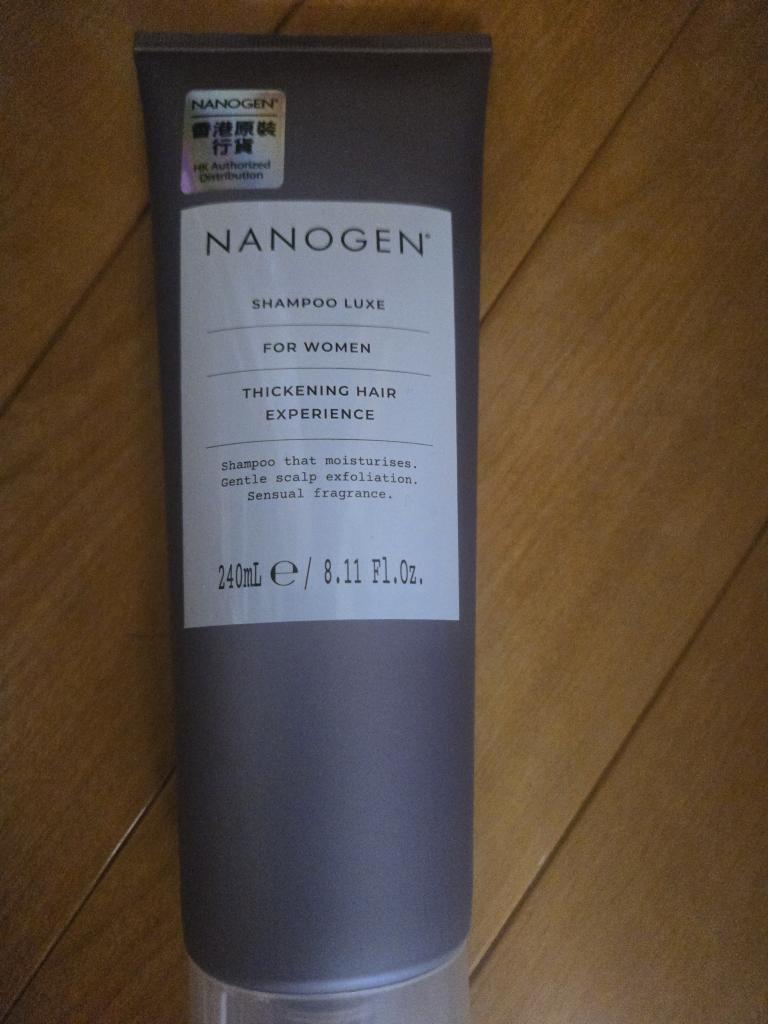 NANOGEN®
香港原裝
行貨
HK Authorized
Distribution
NANOGEN®
SHAMPOO LUXE
FOR WOMEN
THICKENING HAIR
EXPERIENCE
Shampoo that moisturises.
Gentle scalp exfoliation.
Sensual fragrance.
240mL ℮ / 8.11 Fl.Oz.